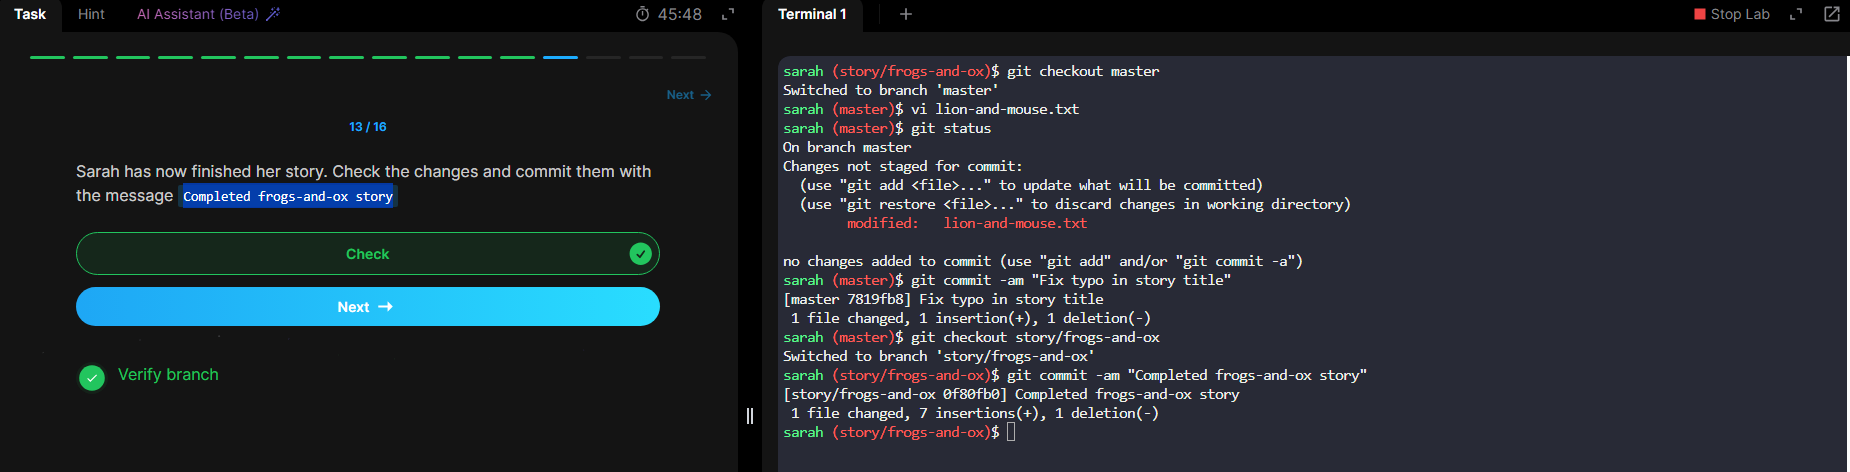 Task Hint AI Assistant (Beta) 45:48
Next →
13 / 16
Sarah has now finished her story. Check the changes and commit them with
the message Completed frogs-and-ox story
Check
Next →
Verify branch
Terminal 1 + Stop Lab
sarah (story/frogs-and-ox)$ git checkout master
Switched to branch 'master'
sarah (master)$ vi lion-and-mouse.txt
sarah (master)$ git status
On branch master
Changes not staged for commit:
  (use "git add <file>..." to update what will be committed)
  (use "git restore <file>..." to discard changes in working directory)
        modified:   lion-and-mouse.txt

no changes added to commit (use "git add" and/or "git commit -a")
sarah (master)$ git commit -am "Fix typo in story title"
[master 7819fb8] Fix typo in story title
 1 file changed, 1 insertion(+), 1 deletion(-)
sarah (master)$ git checkout story/frogs-and-ox
Switched to branch 'story/frogs-and-ox'
sarah (story/frogs-and-ox)$ git commit -am "Completed frogs-and-ox story"
[story/frogs-and-ox 0f80fb0] Completed frogs-and-ox story
 1 file changed, 7 insertions(+), 1 deletion(-)
sarah (story/frogs-and-ox)$